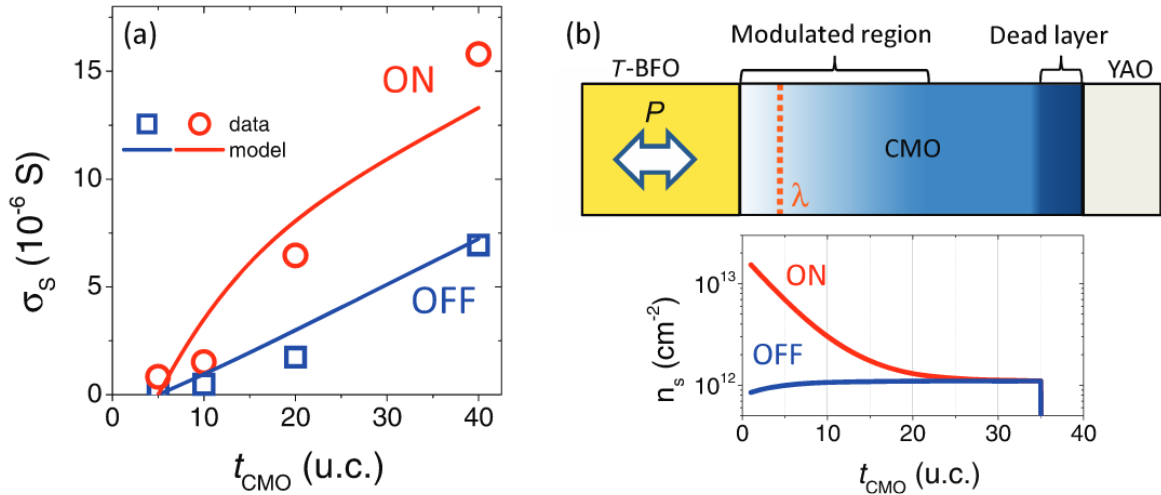 (a)
ON
data
model
OFF
σS (10-6 S)
15
10
5
0
0 10 20 30 40
tCMO (u.c.)
(b)
Modulated region Dead layer
T-BFO YAO
P
CMO
λ
ns (cm-2)
1013
1012
ON
OFF
0 10 20 30 40
tCMO (u.c.)